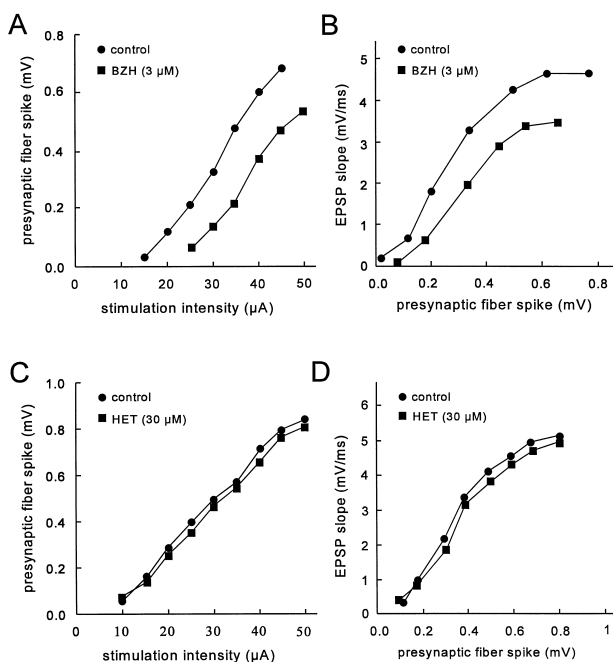 A
control
BZH (3 µM)
presynaptic fiber spike (mV)
0.8
0.6
0.4
0.2
0.0
10 20 30 40 50
stimulation intensity (µA)
B
control
BZH (3 µM)
EPSP slope (mV/ms)
5
4
3
2
1
0
0.0 0.2 0.4 0.6 0.8
presynaptic fiber spike (mV)
C
control
HET (30 µM)
presynaptic fiber spike (mV)
1.0
0.8
0.6
0.4
0.2
0.0
10 20 30 40 50
stimulation intensity (µA)
D
control
HET (30 µM)
EPSP slope (mV/ms)
6
5
4
3
2
1
0
0.0 0.2 0.4 0.6 0.8 1
presynaptic fiber spike (mV)